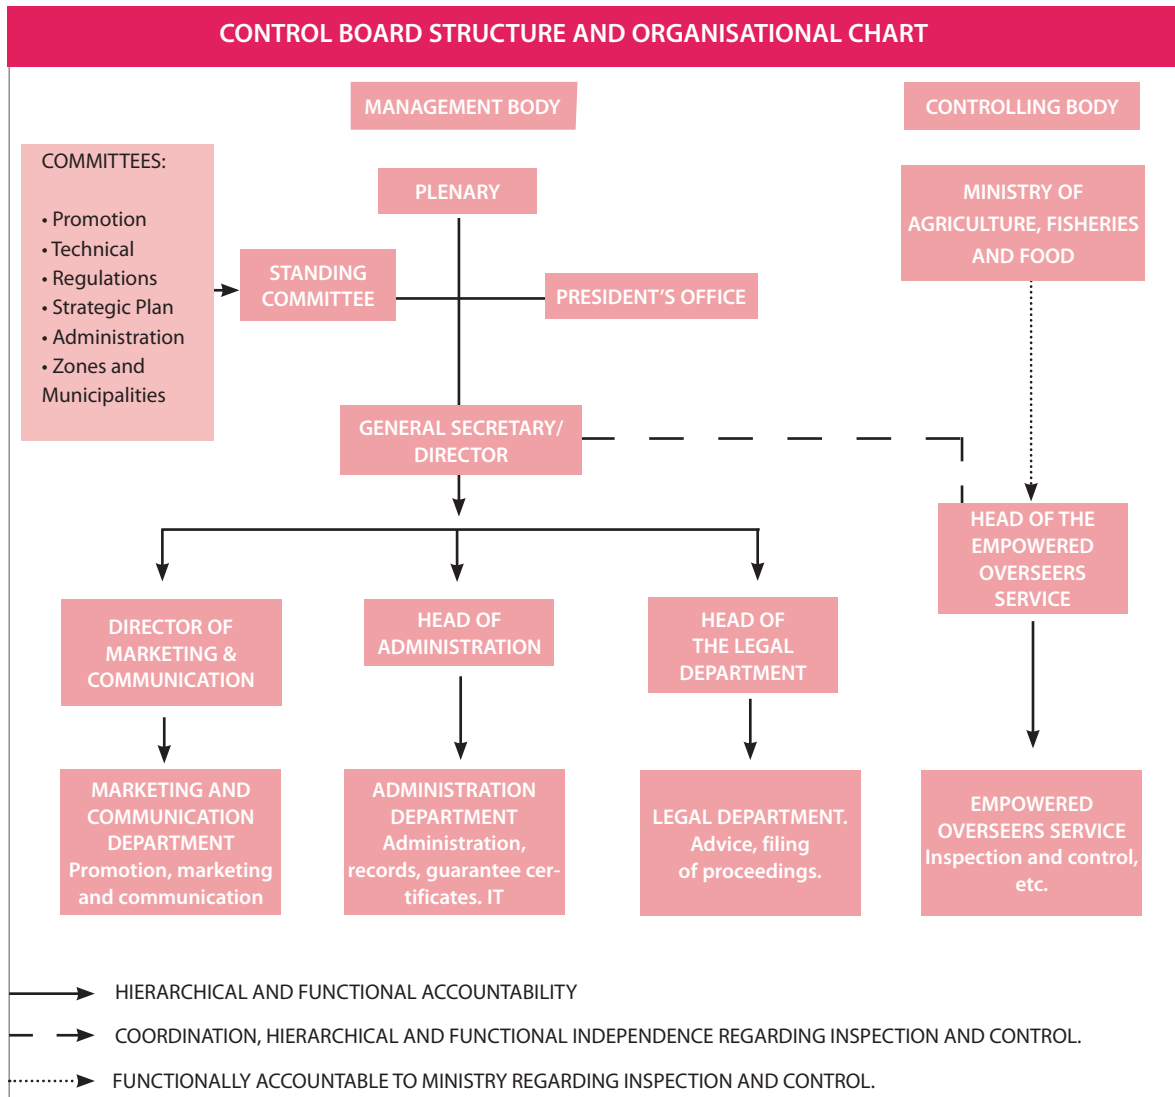 CONTROL BOARD STRUCTURE AND ORGANISATIONAL CHART
MANAGEMENT BODY
CONTROLLING BODY
COMMITTEES:
• Promotion
• Technical
• Regulations
• Strategic Plan
• Administration
• Zones and
Municipalities
PLENARY
MINISTRY OF
AGRICULTURE, FISHERIES
AND FOOD
STANDING
COMMITTEE
PRESIDENT'S OFFICE
GENERAL SECRETARY/
DIRECTOR
HEAD OF THE
EMPOWERED
OVERSEERS
SERVICE
DIRECTOR OF
MARKETING &
COMMUNICATION
HEAD OF
ADMINISTRATION
HEAD OF
THE LEGAL
DEPARTMENT
MARKETING AND
COMMUNICATION
DEPARTMENT
Promotion, marketing
and communication
ADMINISTRATION
DEPARTMENT
Administration,
records, guarantee cer-
tificates. IT
LEGAL DEPARTMENT.
Advice, filing
of proceedings.
EMPOWERED
OVERSEERS SERVICE
Inspection and control,
etc.
HIERARCHICAL AND FUNCTIONAL ACCOUNTABILITY
COORDINATION, HIERARCHICAL AND FUNCTIONAL INDEPENDENCE REGARDING INSPECTION AND CONTROL.
FUNCTIONALLY ACCOUNTABLE TO MINISTRY REGARDING INSPECTION AND CONTROL.